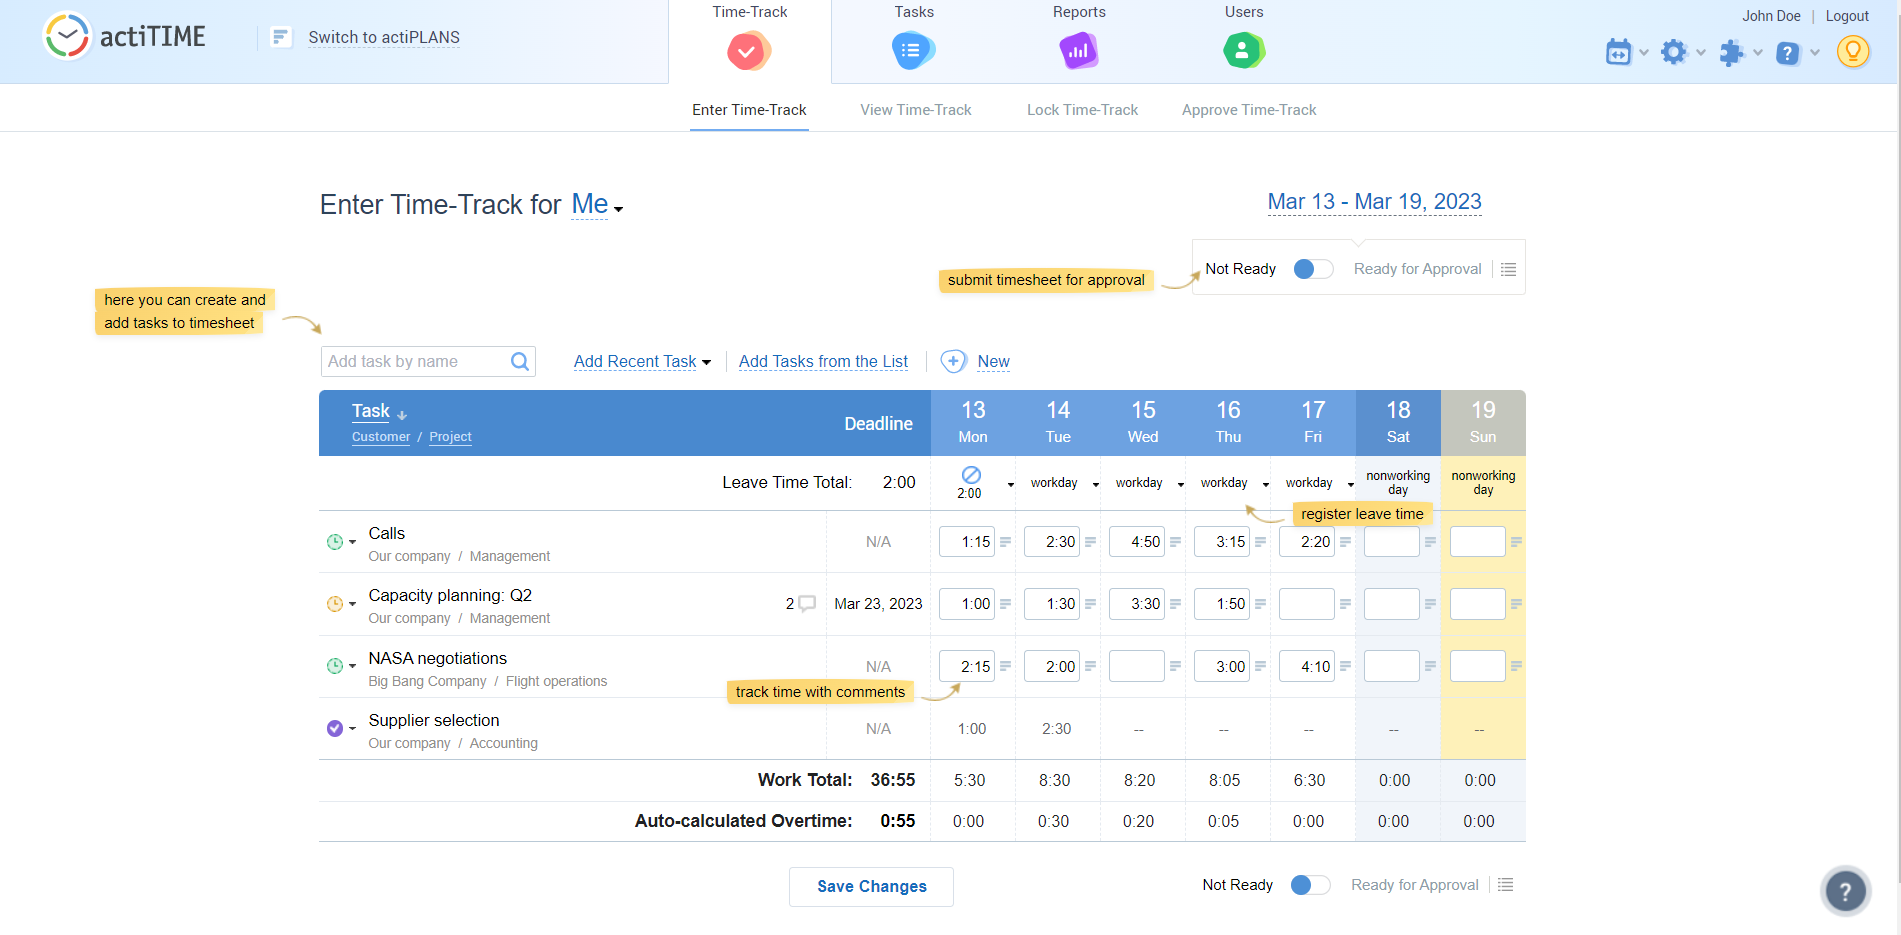 actiTIME
Switch to actiPLANS
Time-Track
Tasks
Reports
Users
John Doe | Logout
Enter Time-Track
View Time-Track
Lock Time-Track
Approve Time-Track
Enter Time-Track for Me
Mar 13 - Mar 19, 2023
Not Ready
Ready for Approval
submit timesheet for approval
here you can create and
add tasks to timesheet
Add task by name
Add Recent Task
Add Tasks from the List
New
Task
Customer / Project
Deadline
13 14 15 16 17 18 19
Mon Tue Wed Thu Fri Sat Sun
Leave Time Total: 2:00
2:00
workday
workday
workday
workday
nonworking
day
nonworking
day
register leave time
Calls
Our company / Management
N/A 1:15 2:30 4:50 3:15 2:20
Capacity planning: Q2
Our company / Management
2 Mar 23, 2023 1:00 1:30 3:30 1:50
NASA negotiations
Big Bang Company / Flight operations
N/A 2:15 2:00 3:00 4:10
track time with comments
Supplier selection
Our company / Accounting
N/A 1:00 2:30 -- -- -- -- --
Work Total: 36:55 5:30 8:30 8:20 8:05 6:30 0:00 0:00
Auto-calculated Overtime: 0:55 0:00 0:30 0:20 0:05 0:00 0:00 0:00
Save Changes
Not Ready
Ready for Approval
?